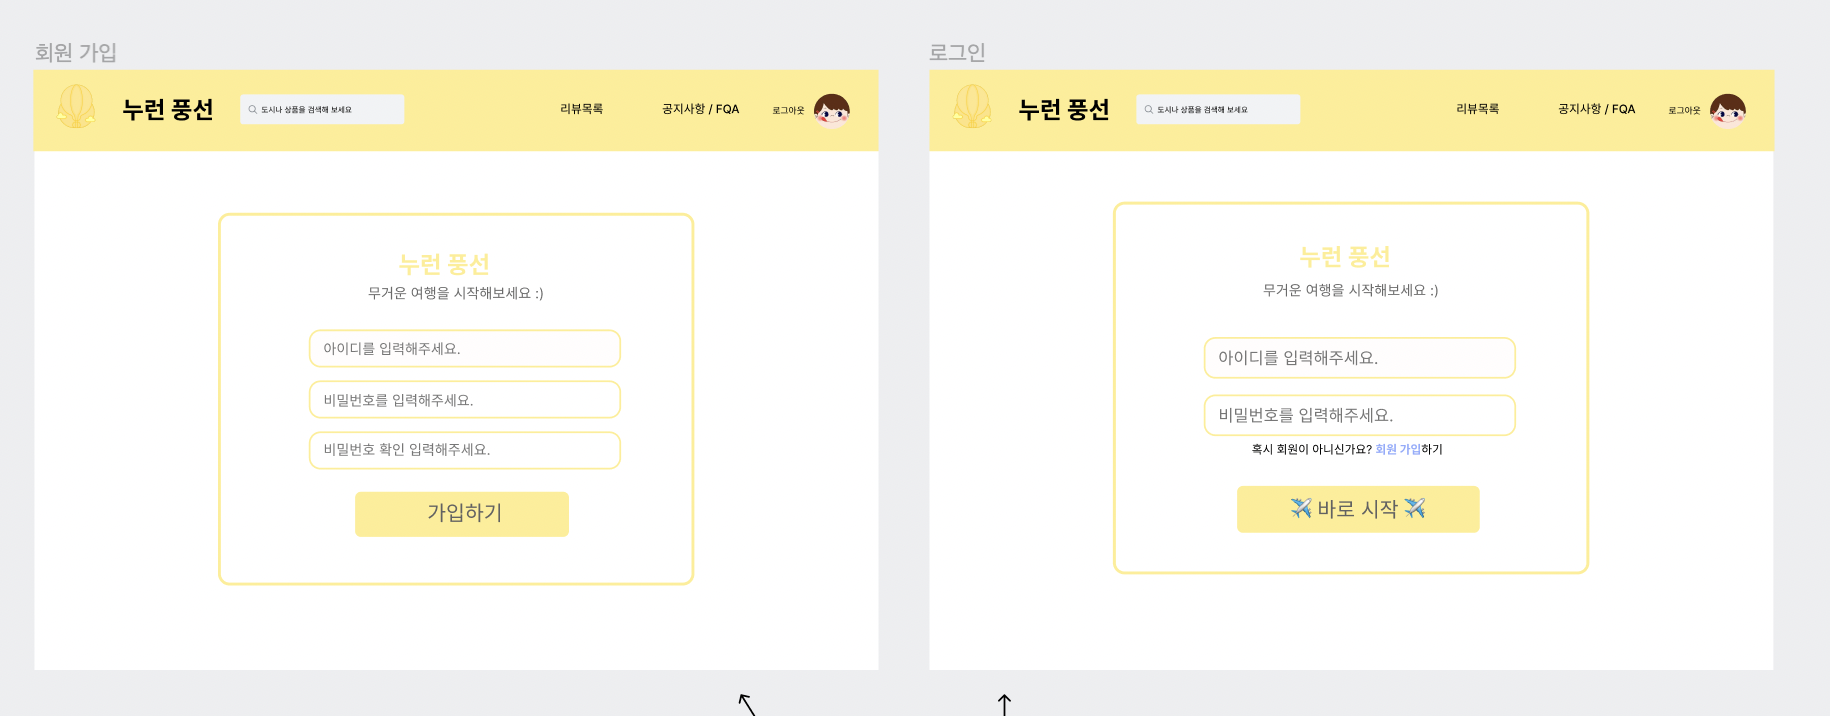 회원 가입
누런 풍선
도시나 상품을 검색해 보세요
리뷰목록
공지사항 / FQA
로그아웃
누런 풍선
무거운 여행을 시작해보세요 :)
아이디를 입력해주세요.
비밀번호를 입력해주세요.
비밀번호 확인 입력해주세요.
가입하기
로그인
누런 풍선
도시나 상품을 검색해 보세요
리뷰목록
공지사항 / FQA
로그아웃
누런 풍선
무거운 여행을 시작해보세요 :)
아이디를 입력해주세요.
비밀번호를 입력해주세요.
혹시 회원이 아니신가요? 회원 가입하기
✈️ 바로 시작 ✈️